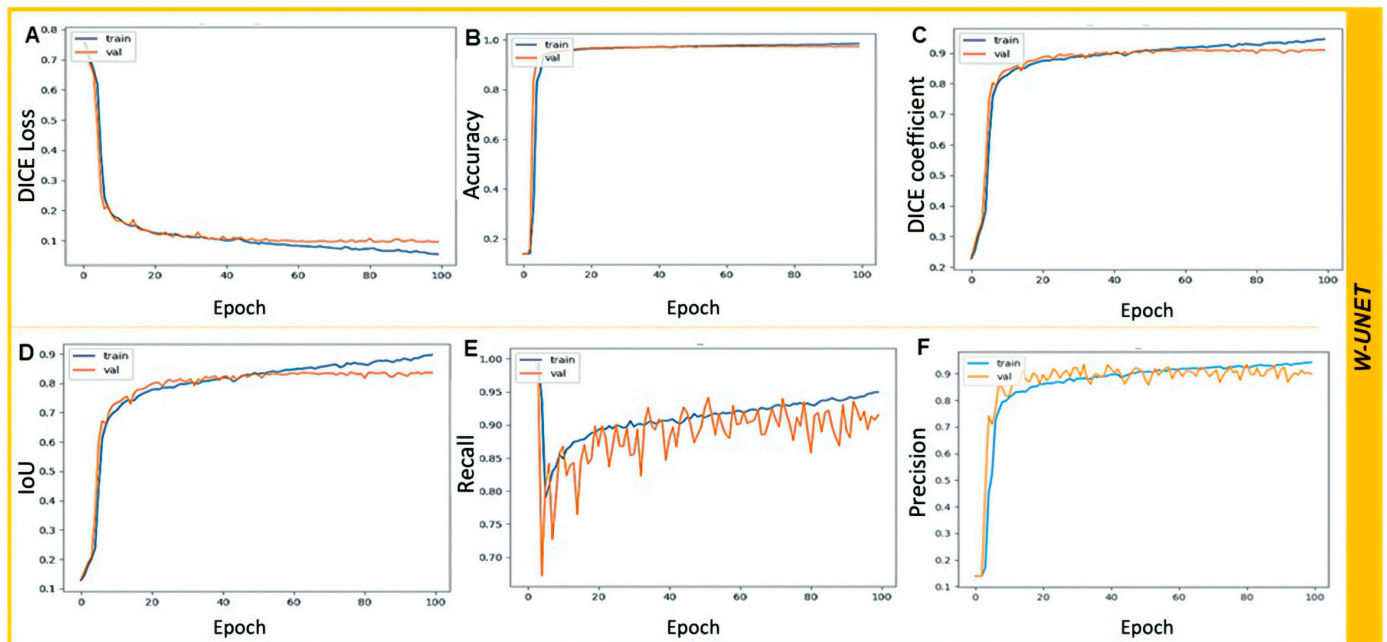 A
DICE Loss
0.8
0.7
0.6
0.5
0.4
0.3
0.2
0.1
train
val
0 20 40 60 80 100
Epoch
B
Accuracy
1.0
0.8
0.6
0.4
0.2
train
val
0 20 40 60 80 100
Epoch
C
DICE coefficient
0.9
0.8
0.7
0.6
0.5
0.4
0.3
0.2
train
val
0 20 40 60 80 100
Epoch
D
IoU
0.9
0.8
0.7
0.6
0.5
0.4
0.3
0.2
0.1
train
val
0 20 40 60 80 100
Epoch
E
Recall
1.00
0.95
0.90
0.85
0.80
0.75
0.70
train
val
0 20 40 60 80 100
Epoch
F
Precision
0.9
0.8
0.7
0.6
0.5
0.4
0.3
0.2
0.1
train
val
0 20 40 60 80 100
Epoch
W-UNET